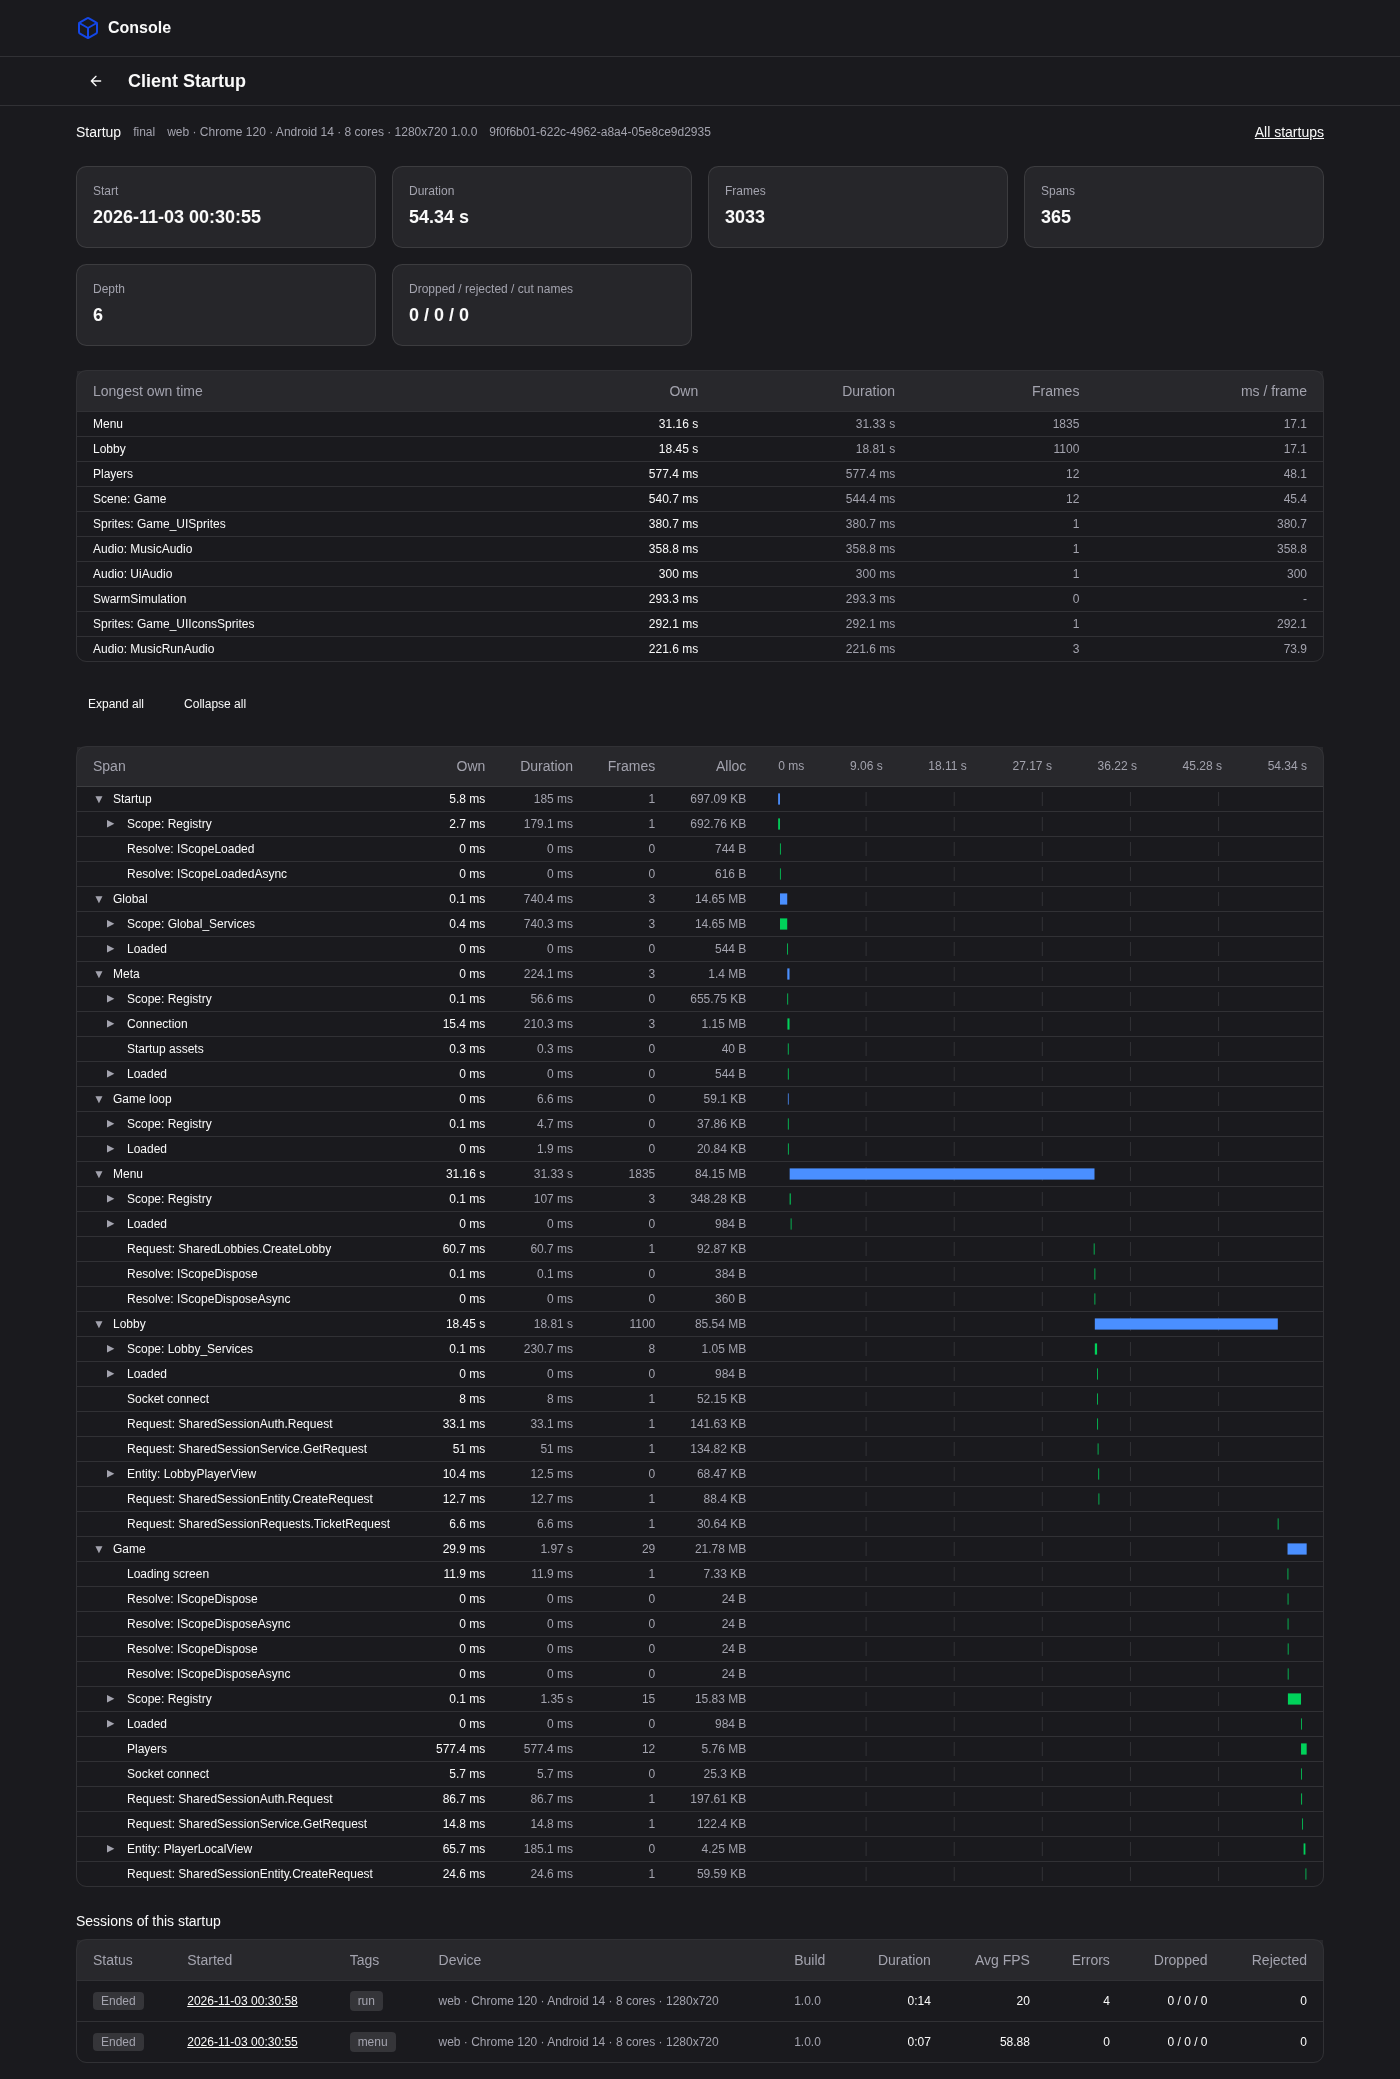 Console
Client Startup
Startup final web · Chrome 120 · Android 14 · 8 cores · 1280x720 1.0.0 9f0f6b01-622c-4962-a8a4-05e8ce9d2935 All startups
Start Duration Frames Spans
2026-11-03 00:30:55 54.34 s 3033 365
Depth Dropped / rejected / cut names
6 0 / 0 / 0
Longest own time Own Duration Frames ms / frame
Menu 31.16 s 31.33 s 1835 17.1
Lobby 18.45 s 18.81 s 1100 17.1
Players 577.4 ms 577.4 ms 12 48.1
Scene: Game 540.7 ms 544.4 ms 12 45.4
Sprites: Game_UISprites 380.7 ms 380.7 ms 1 380.7
Audio: MusicAudio 358.8 ms 358.8 ms 1 358.8
Audio: UiAudio 300 ms 300 ms 1 300
SwarmSimulation 293.3 ms 293.3 ms 0 -
Sprites: Game_UIIconsSprites 292.1 ms 292.1 ms 1 292.1
Audio: MusicRunAudio 221.6 ms 221.6 ms 3 73.9
Expand all Collapse all
Span Own Duration Frames Alloc 0 ms 9.06 s 18.11 s 27.17 s 36.22 s 45.28 s 54.34 s
▼ Startup 5.8 ms 185 ms 1 697.09 KB
▶ Scope: Registry 2.7 ms 179.1 ms 1 692.76 KB
Resolve: IScopeLoaded 0 ms 0 ms 0 744 B
Resolve: IScopeLoadedAsync 0 ms 0 ms 0 616 B
▼ Global 0.1 ms 740.4 ms 3 14.65 MB
▶ Scope: Global_Services 0.4 ms 740.3 ms 3 14.65 MB
▶ Loaded 0 ms 0 ms 0 544 B
▼ Meta 0 ms 224.1 ms 3 1.4 MB
▶ Scope: Registry 0.1 ms 56.6 ms 0 655.75 KB
▶ Connection 15.4 ms 210.3 ms 3 1.15 MB
Startup assets 0.3 ms 0.3 ms 0 40 B
▶ Loaded 0 ms 0 ms 0 544 B
▼ Game loop 0 ms 6.6 ms 0 59.1 KB
▶ Scope: Registry 0.1 ms 4.7 ms 0 37.86 KB
▶ Loaded 0 ms 1.9 ms 0 20.84 KB
▼ Menu 31.16 s 31.33 s 1835 84.15 MB
▶ Scope: Registry 0.1 ms 107 ms 3 348.28 KB
▶ Loaded 0 ms 0 ms 0 984 B
Request: SharedLobbies.CreateLobby 60.7 ms 60.7 ms 1 92.87 KB
Resolve: IScopeDispose 0.1 ms 0.1 ms 0 384 B
Resolve: IScopeDisposeAsync 0 ms 0 ms 0 360 B
▼ Lobby 18.45 s 18.81 s 1100 85.54 MB
▶ Scope: Lobby_Services 0.1 ms 230.7 ms 8 1.05 MB
▶ Loaded 0 ms 0 ms 0 984 B
Socket connect 8 ms 8 ms 1 52.15 KB
Request: SharedSessionAuth.Request 33.1 ms 33.1 ms 1 141.63 KB
Request: SharedSessionService.GetRequest 51 ms 51 ms 1 134.82 KB
▶ Entity: LobbyPlayerView 10.4 ms 12.5 ms 0 68.47 KB
Request: SharedSessionEntity.CreateRequest 12.7 ms 12.7 ms 1 88.4 KB
Request: SharedSessionRequests.TicketRequest 6.6 ms 6.6 ms 1 30.64 KB
▼ Game 29.9 ms 1.97 s 29 21.78 MB
Loading screen 11.9 ms 11.9 ms 1 7.33 KB
Resolve: IScopeDispose 0 ms 0 ms 0 24 B
Resolve: IScopeDisposeAsync 0 ms 0 ms 0 24 B
Resolve: IScopeDispose 0 ms 0 ms 0 24 B
Resolve: IScopeDisposeAsync 0 ms 0 ms 0 24 B
▶ Scope: Registry 0.1 ms 1.35 s 15 15.83 MB
▶ Loaded 0 ms 0 ms 0 984 B
Players 577.4 ms 577.4 ms 12 5.76 MB
Socket connect 5.7 ms 5.7 ms 0 25.3 KB
Request: SharedSessionAuth.Request 86.7 ms 86.7 ms 1 197.61 KB
Request: SharedSessionService.GetRequest 14.8 ms 14.8 ms 1 122.4 KB
▶ Entity: PlayerLocalView 65.7 ms 185.1 ms 0 4.25 MB
Request: SharedSessionEntity.CreateRequest 24.6 ms 24.6 ms 1 59.59 KB
Sessions of this startup
Status Started Tags Device Build Duration Avg FPS Errors Dropped Rejected
Ended 2026-11-03 00:30:58 run web · Chrome 120 · Android 14 · 8 cores · 1280x720 1.0.0 0:14 20 4 0 / 0 / 0 0
Ended 2026-11-03 00:30:55 menu web · Chrome 120 · Android 14 · 8 cores · 1280x720 1.0.0 0:07 58.88 0 0 / 0 / 0 0